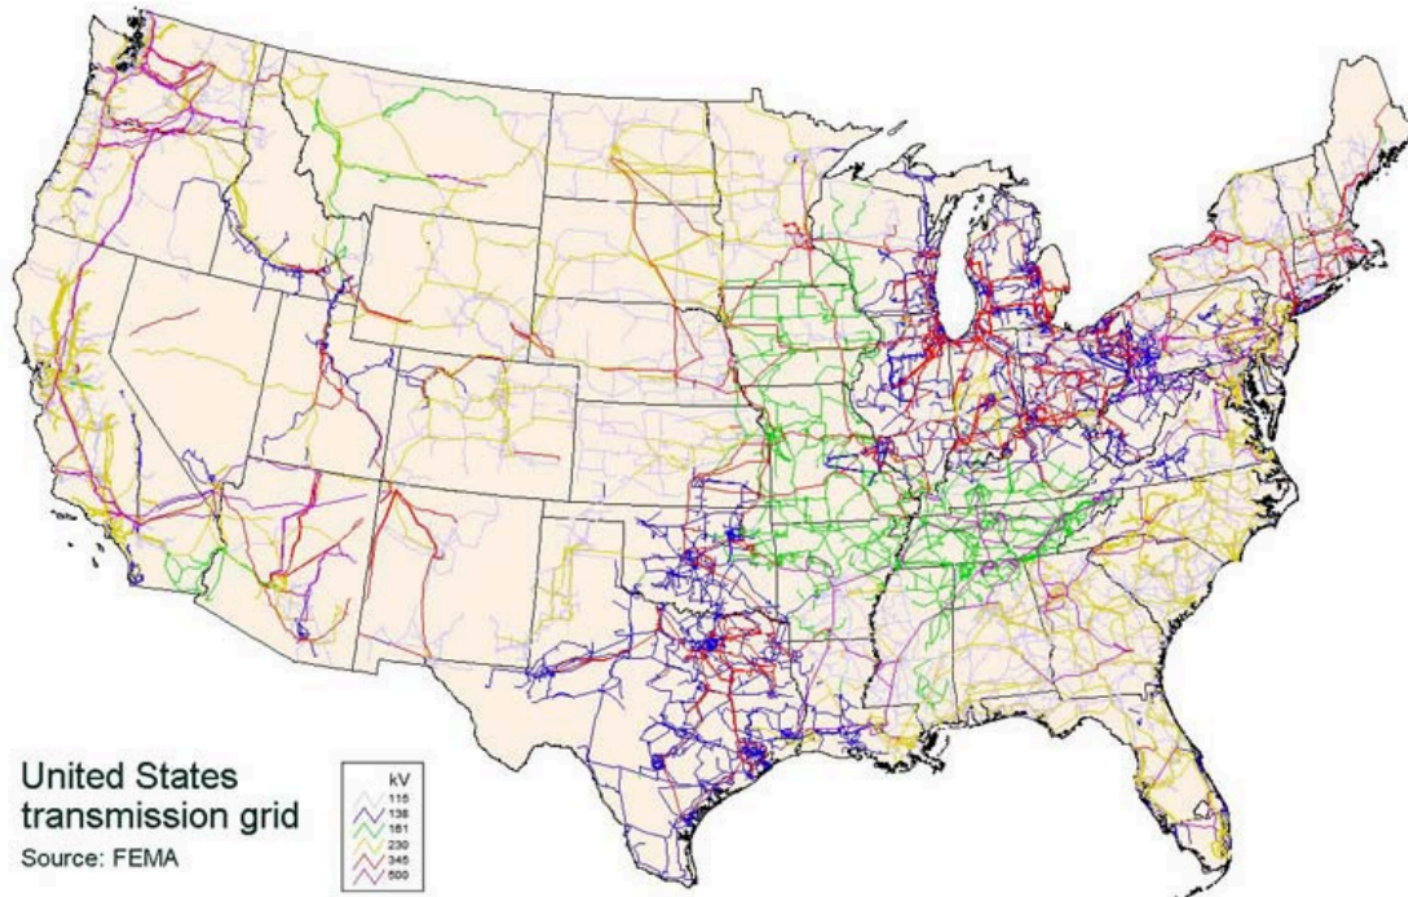 United States
transmission grid
Source: FEMA
kV
115
138
161
230
345
500